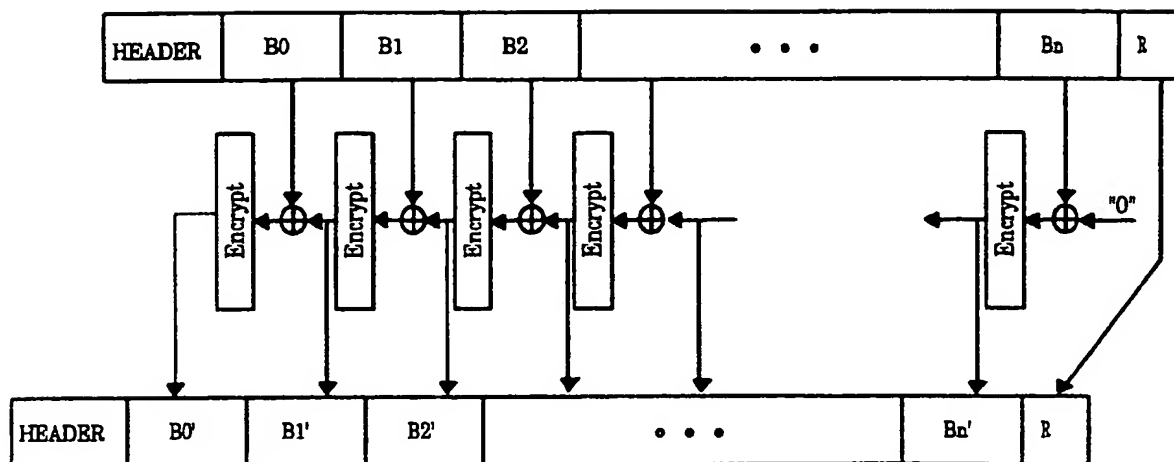 HEADER B0 B1 B2 • • • Bn R
Encrypt Encrypt Encrypt Encrypt Encrypt "0"
HEADER B0' B1' B2' • • • Bn' R